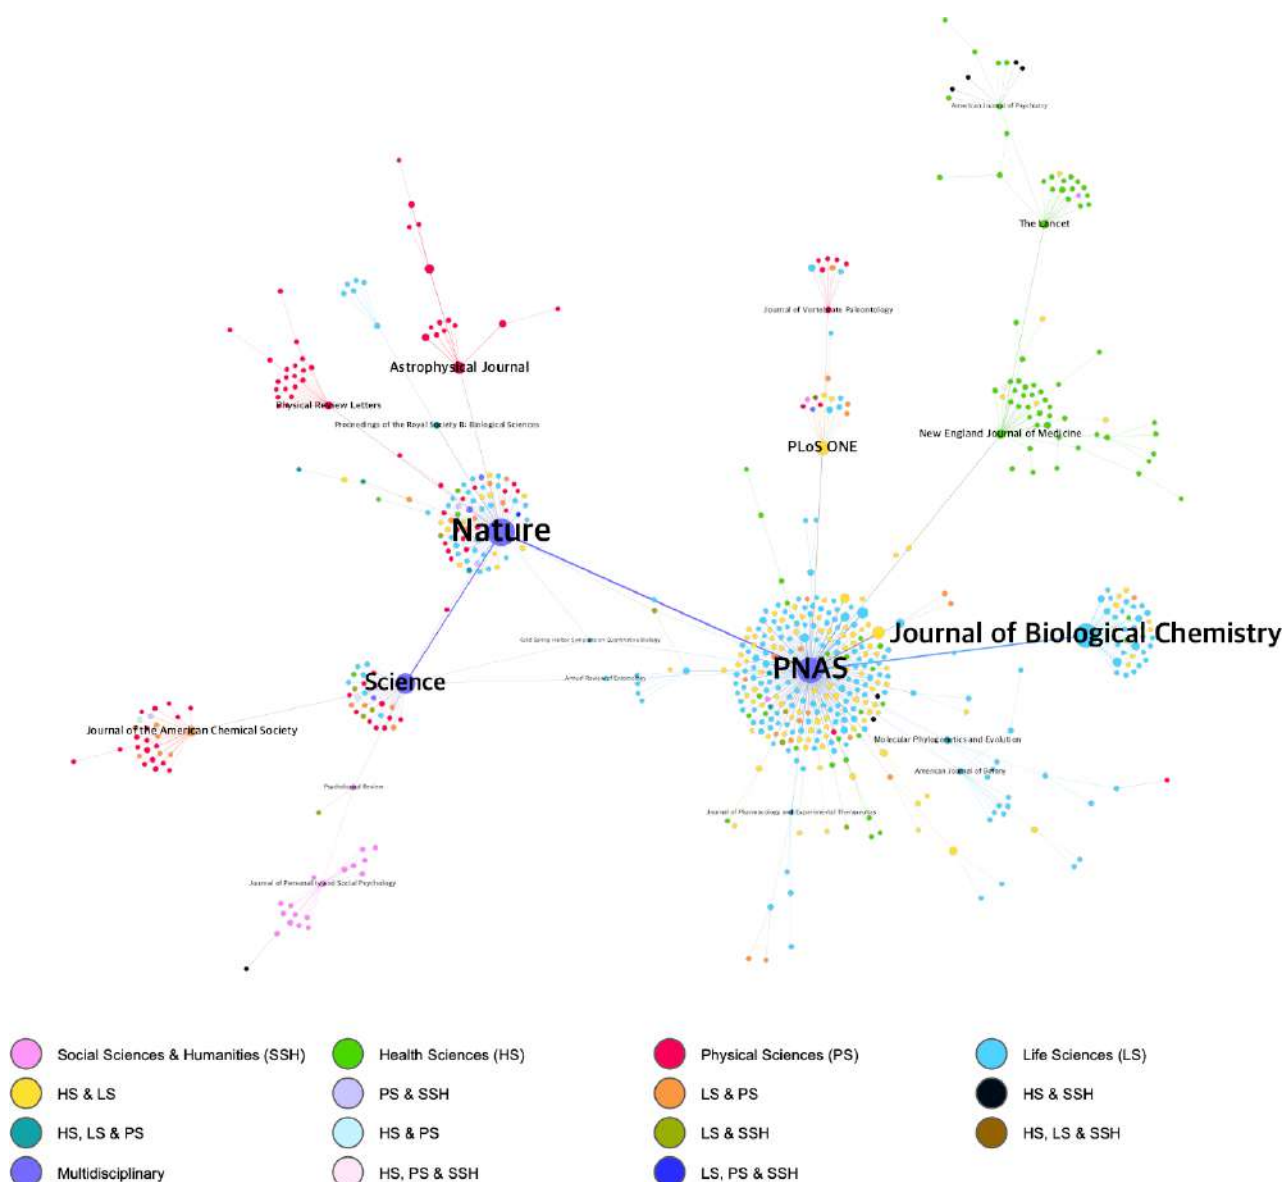 American Journal of Psychiatry
The Lancet
Journal of Vertebrate Paleontology
Astrophysical Journal
Physical Review Letters
Proceedings of the Royal Society B: Biological Sciences
New England Journal of Medicine
PLoS ONE
Nature
Journal of Biological Chemistry
Cold Spring Harbor Symposia on Quantitative Biology
PNAS
Annual Review of Entomology
Science
Journal of the American Chemical Society
Molecular Phylogenetics and Evolution
American Journal of Botany
Psychological Review
Journal of Pharmacology and Experimental Therapeutics
Journal of Personality and Social Psychology
Social Sciences & Humanities (SSH)
Health Sciences (HS)
Physical Sciences (PS)
Life Sciences (LS)
HS & LS
PS & SSH
LS & PS
HS & SSH
HS, LS & PS
HS & PS
LS & SSH
HS, LS & SSH
Multidisciplinary
HS, PS & SSH
LS, PS & SSH